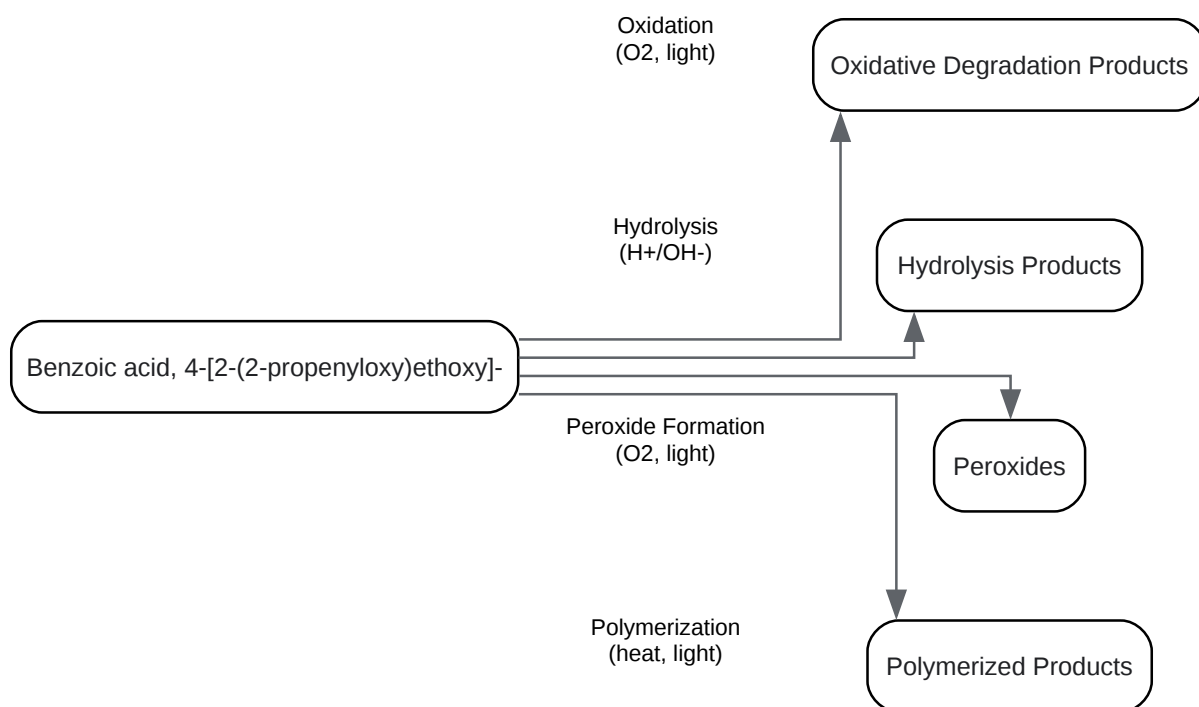 Oxidation
(O2, light)
Oxidative Degradation Products
Hydrolysis
(H+/OH-)
Hydrolysis Products
Benzoic acid, 4-[2-(2-propenyloxy)ethoxy]-
Peroxide Formation
(O2, light)
Peroxides
Polymerization
(heat, light)
Polymerized Products